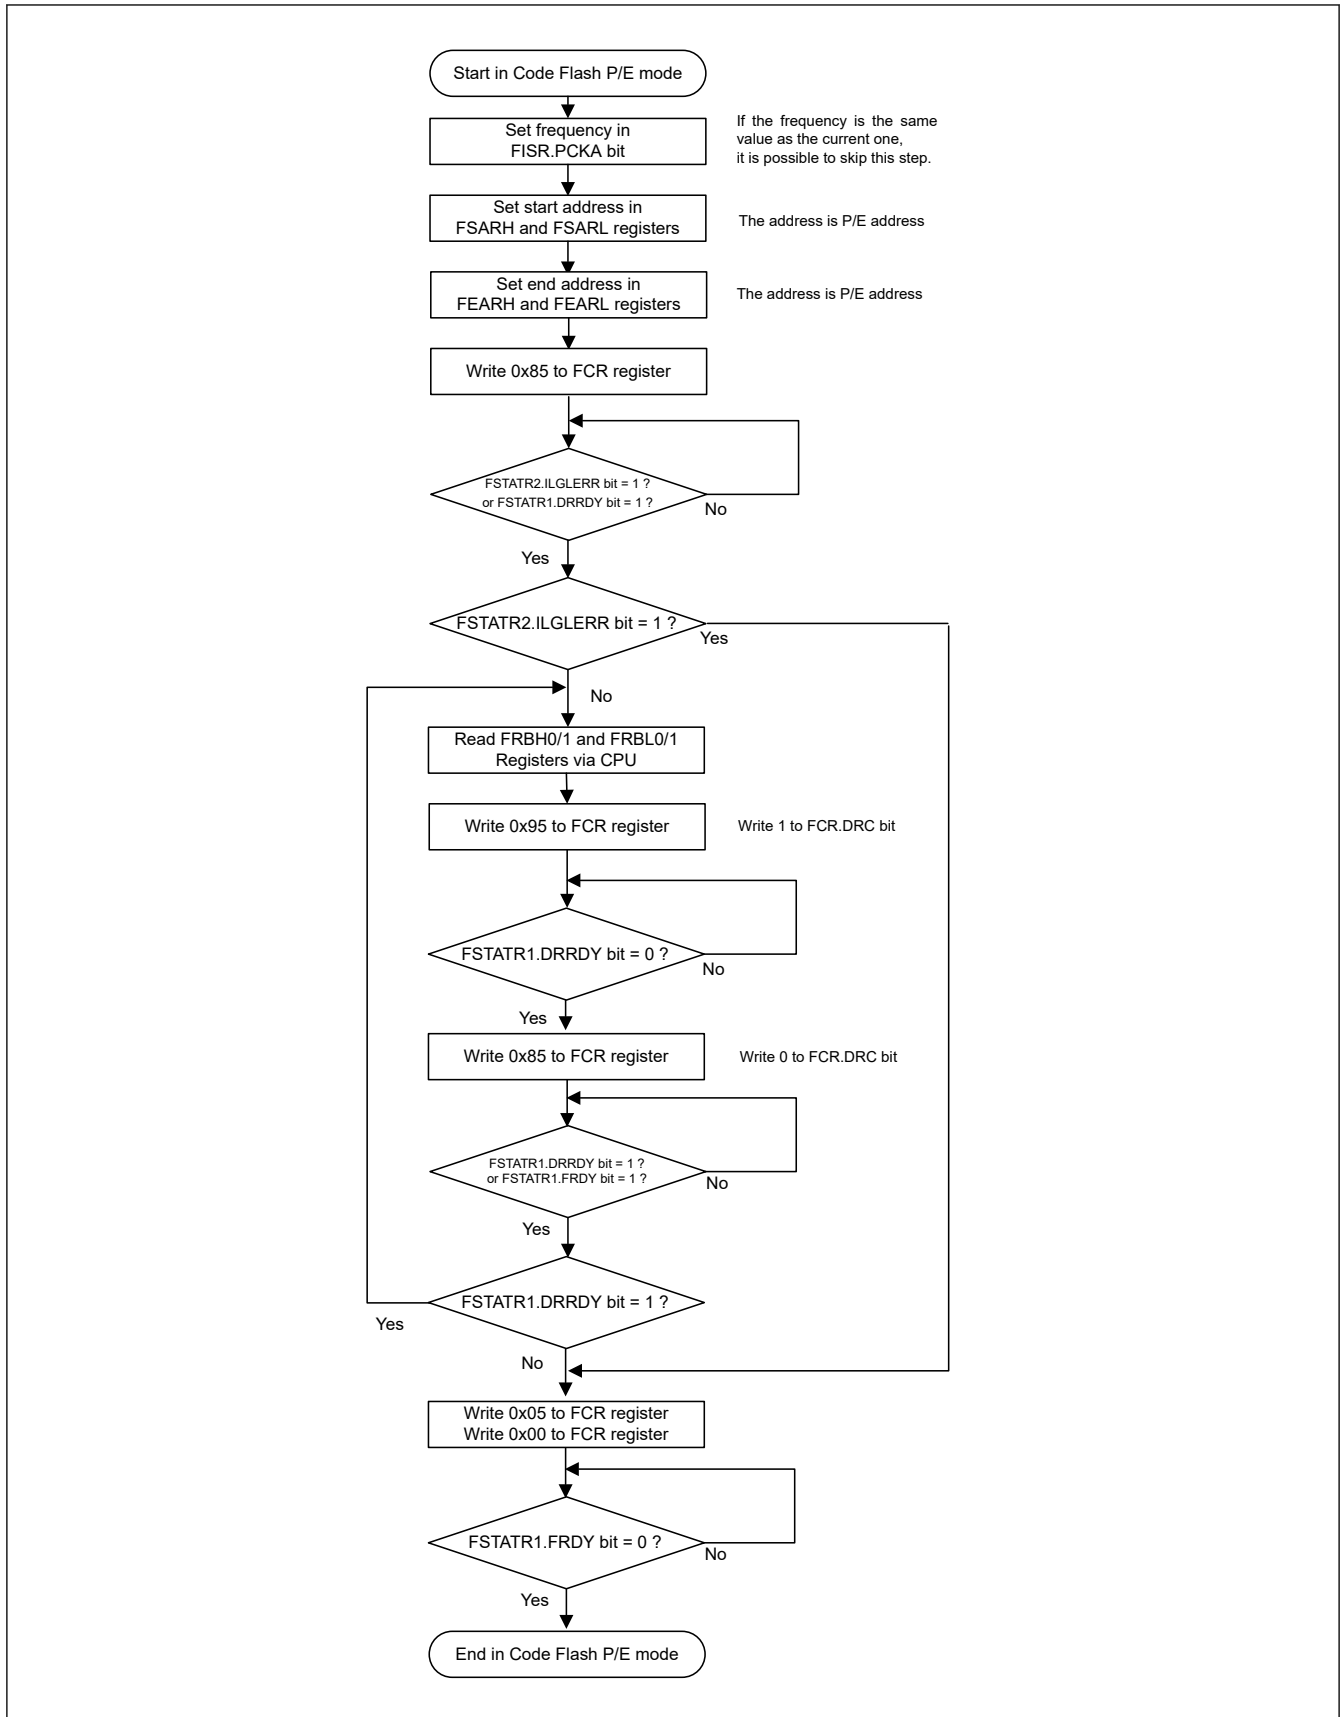 Start in Code Flash P/E mode
Set frequency in
FISR.PCKA bit
If the frequency is the same
value as the current one,
it is possible to skip this step.
Set start address in
FSARH and FSARL registers
The address is P/E address
Set end address in
FEARH and FEARL registers
The address is P/E address
Write 0x85 to FCR register
FSTATR2.ILGLERR bit = 1 ?
or FSTATR1.DRRDY bit = 1 ?
No
Yes
FSTATR2.ILGLERR bit = 1 ?
Yes
No
Read FRBH0/1 and FRBL0/1
Registers via CPU
Write 0x95 to FCR register
Write 1 to FCR.DRC bit
FSTATR1.DRRDY bit = 0 ?
No
Yes
Write 0x85 to FCR register
Write 0 to FCR.DRC bit
FSTATR1.DRRDY bit = 1 ?
or FSTATR1.FRDY bit = 1 ?
No
Yes
FSTATR1.DRRDY bit = 1 ?
Yes
No
Write 0x05 to FCR register
Write 0x00 to FCR register
FSTATR1.FRDY bit = 0 ?
No
Yes
End in Code Flash P/E mode